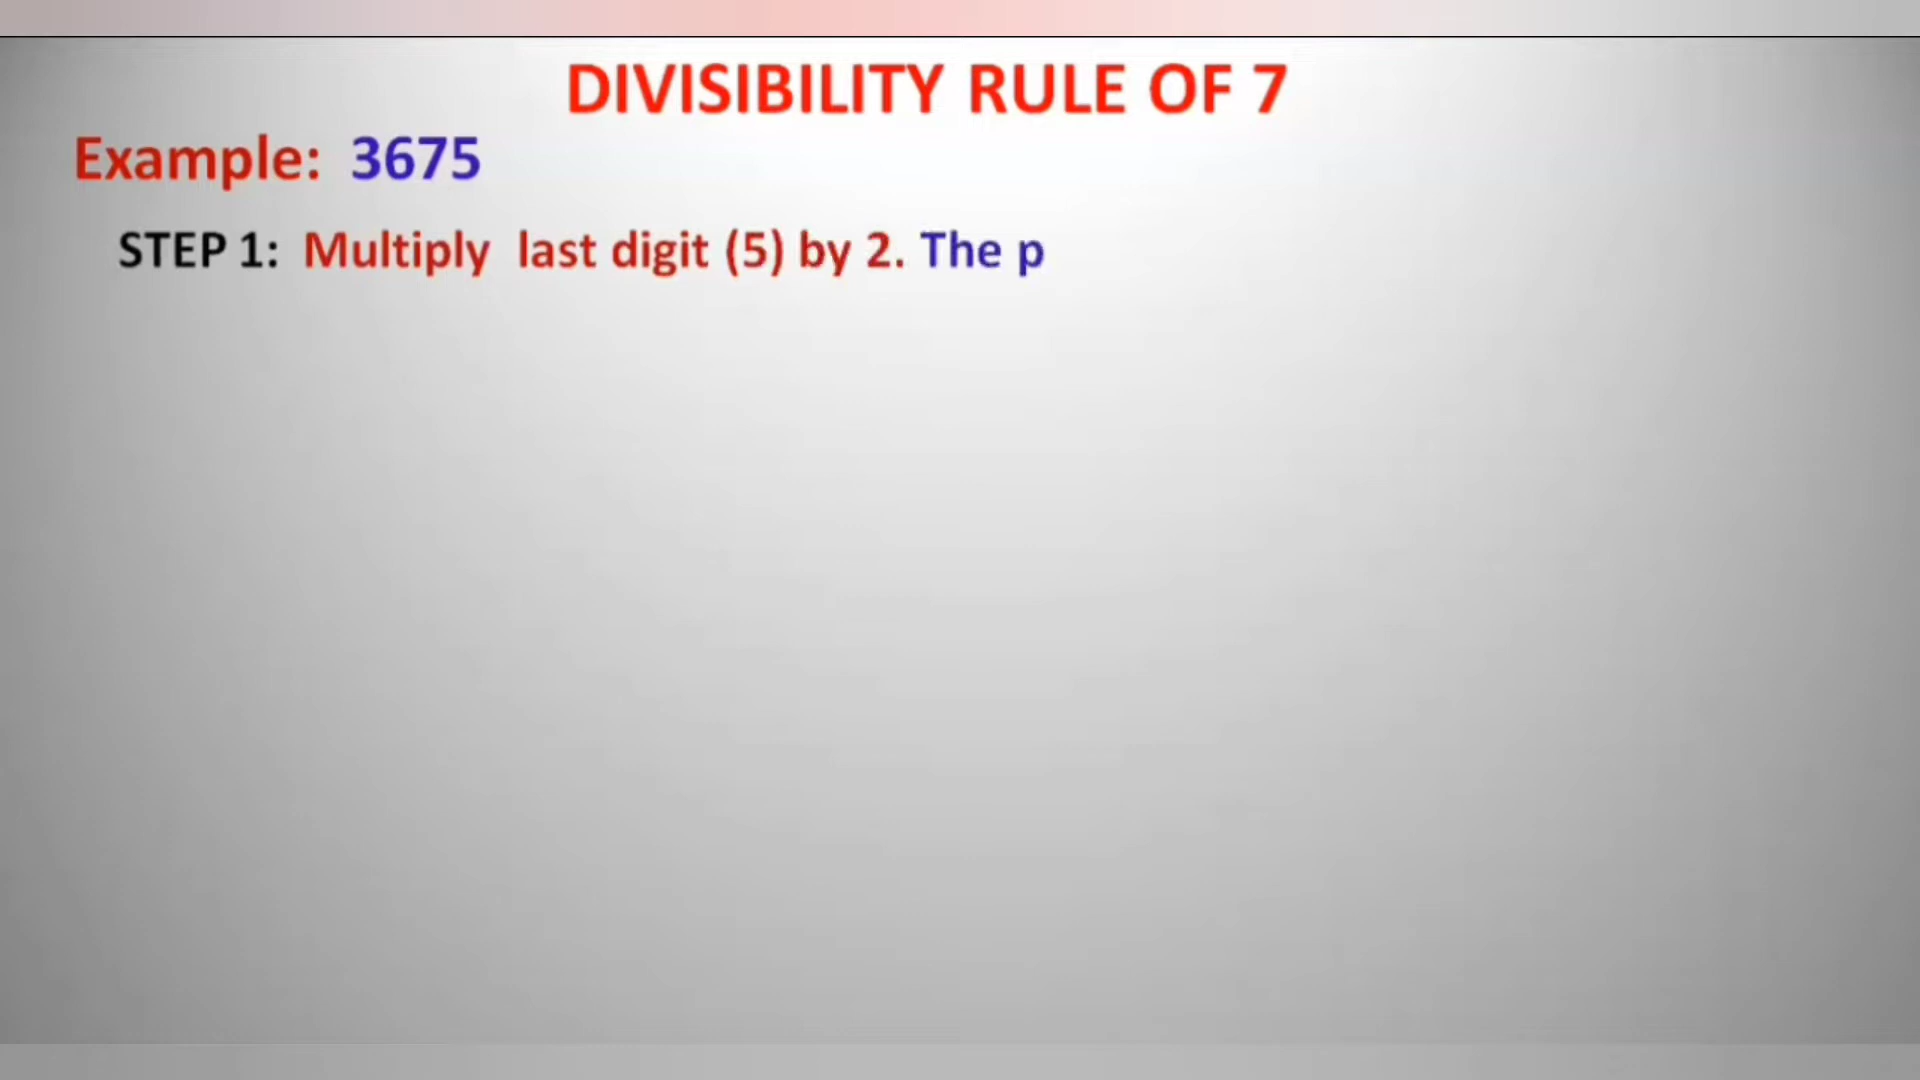 DIVISIBILITY RULE OF 7
Example: 3675
STEP 1: Multiply last digit (5) by 2. The p